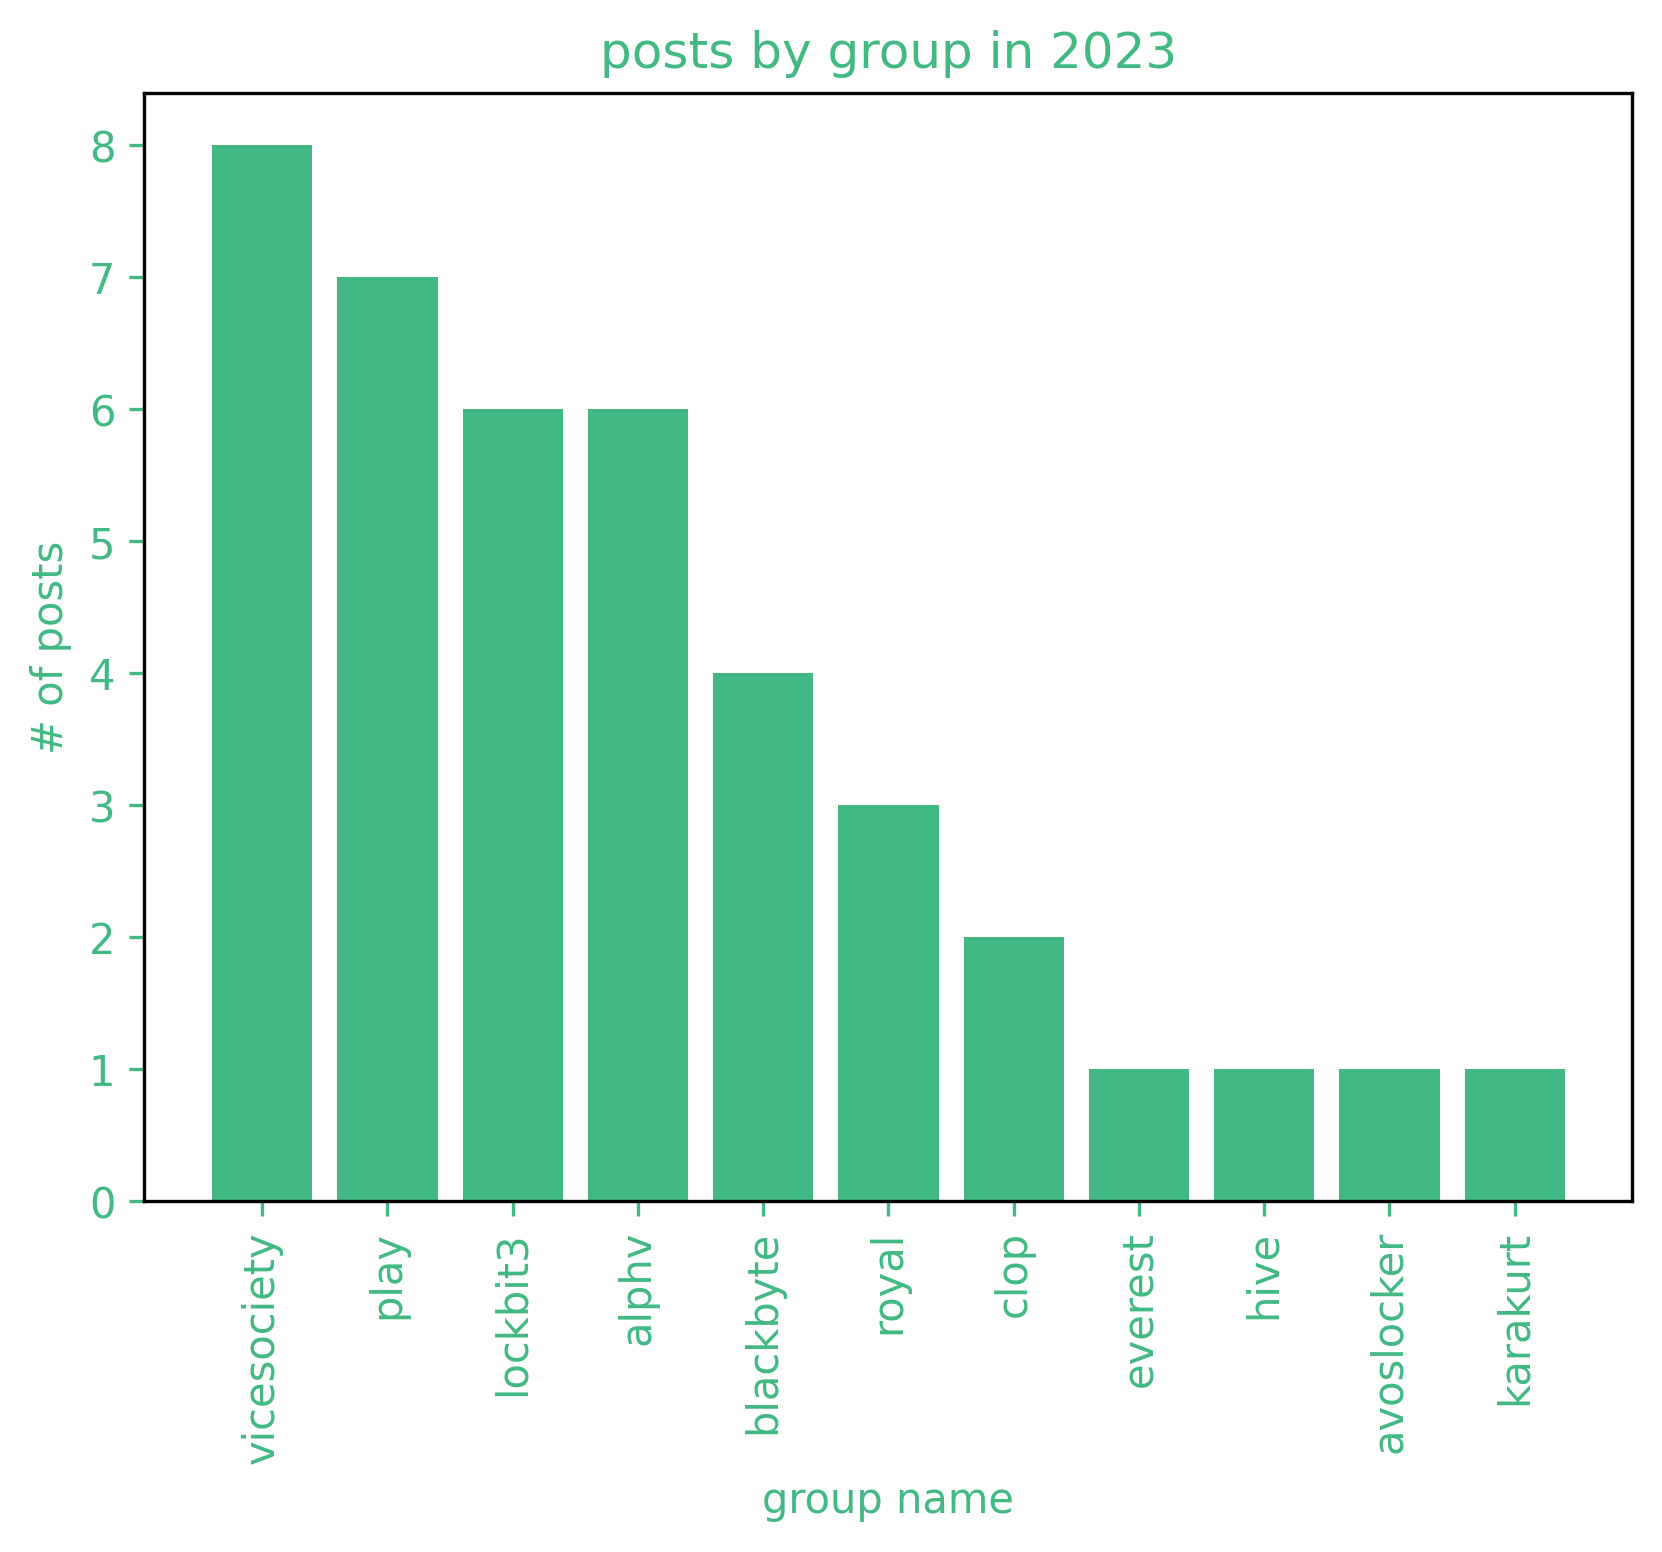 posts by group in 2023
# of posts
8
7
6
5
4
3
2
1
0
vicesociety
play
lockbit3
alphv
blackbyte
royal
clop
everest
hive
avoslocker
karakurt
group name